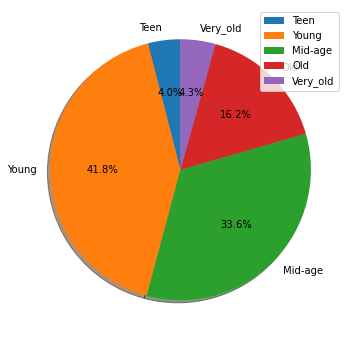 Teen
Very_old
Teen
Young
Mid-age
Old
Very_old
4.0%
4.3%
16.2%
Young
41.8%
33.6%
Mid-age